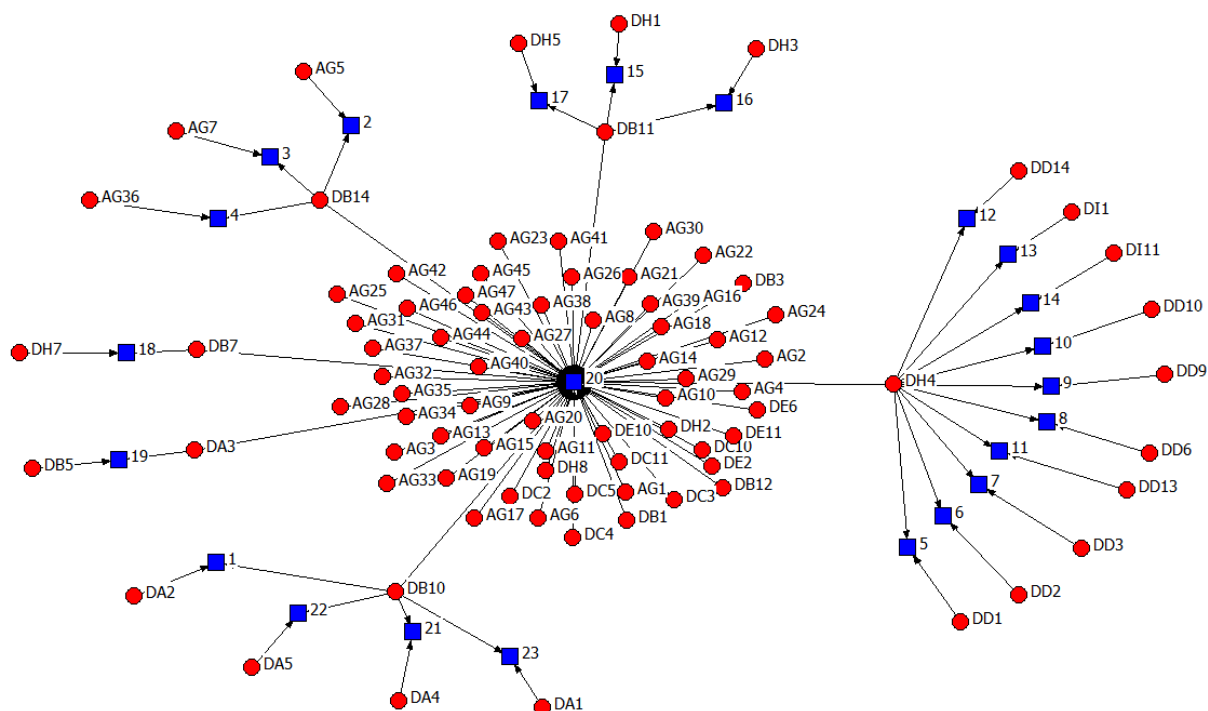 DH1
DH5
DH3
AG5
15
17
16
2
AG7
DB11
3
DD14
AG36
DB14
4
12
DI1
AG30
AG23
AG41
13
DI11
AG22
AG42
AG45
AG26
AG21
DB3
AG25
AG47
14
AG16
AG46
AG38
AG39
DD10
AG43
AG8
AG24
AG31
AG18
AG44
AG27
AG12
10
DH7
18
DB7
AG37
AG14
AG2
AG40
DD9
AG32
20
AG29
DH4
9
AG35
AG10
AG4
AG28
AG9
DE6
AG34
AG20
8
DE10
DH2
AG13
DE11
DA3
AG3
AG15
AG11
DC10
11
DD6
DB5
19
DC11
DE2
DH8
AG33
AG19
7
DB12
DD13
DC2
DC5
AG1
DC3
AG17
AG6
DB1
6
DC4
5
DD3
1
DB10
DA2
DD2
22
DD1
21
23
DA5
DA4
DA1